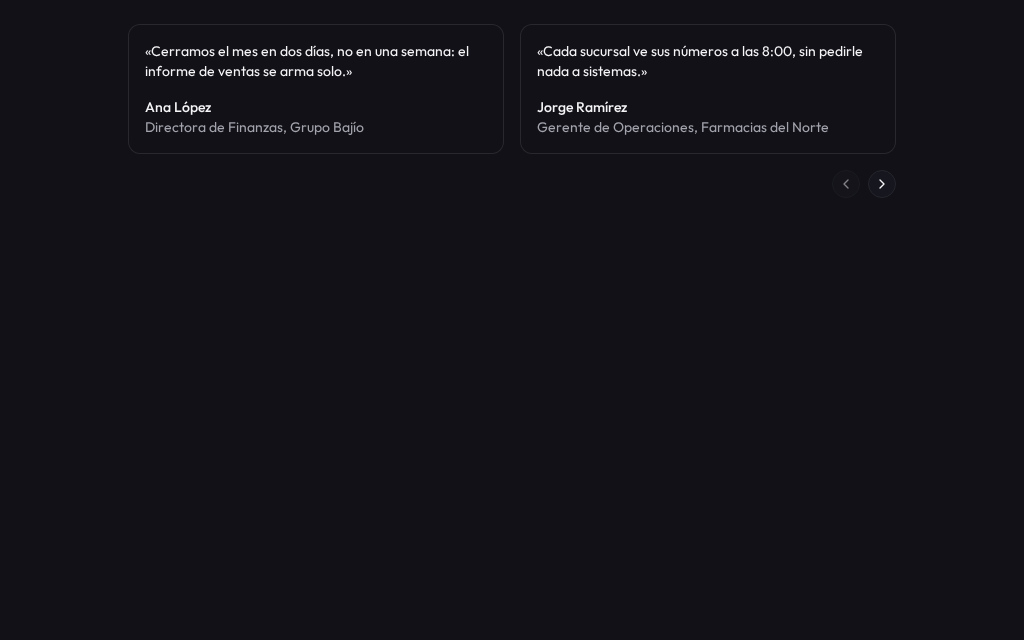 «Cerramos el mes en dos días, no en una semana: el
informe de ventas se arma solo.»
Ana López
Directora de Finanzas, Grupo Bajío
«Cada sucursal ve sus números a las 8:00, sin pedirle
nada a sistemas.»
Jorge Ramírez
Gerente de Operaciones, Farmacias del Norte